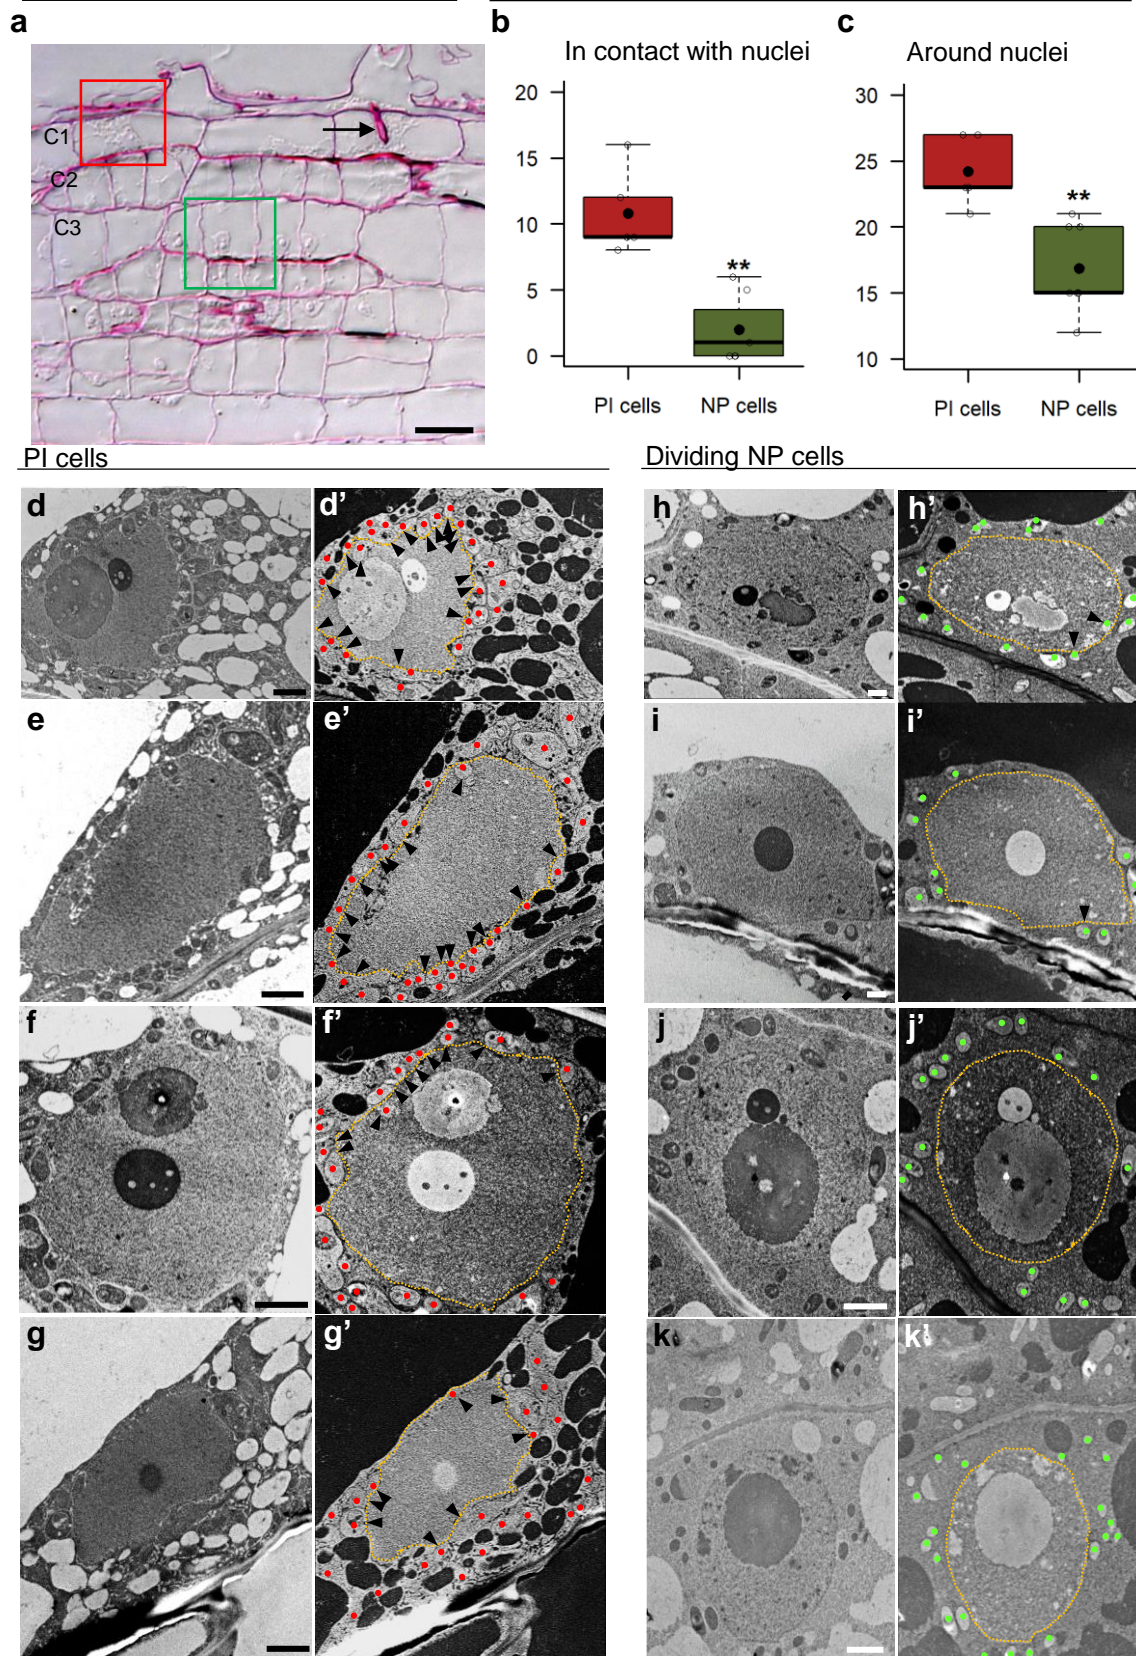 a
b
In contact with nuclei
c
Around nuclei
C1
C2
C3
20
15
10
5
0
**
PI cells
NP cells
30
25
20
15
10
**
PI cells
NP cells
PI cells
Dividing NP cells
d
d'
h
h'
e
e'
i
i'
f
f'
j
j'
g
g'
k
k'